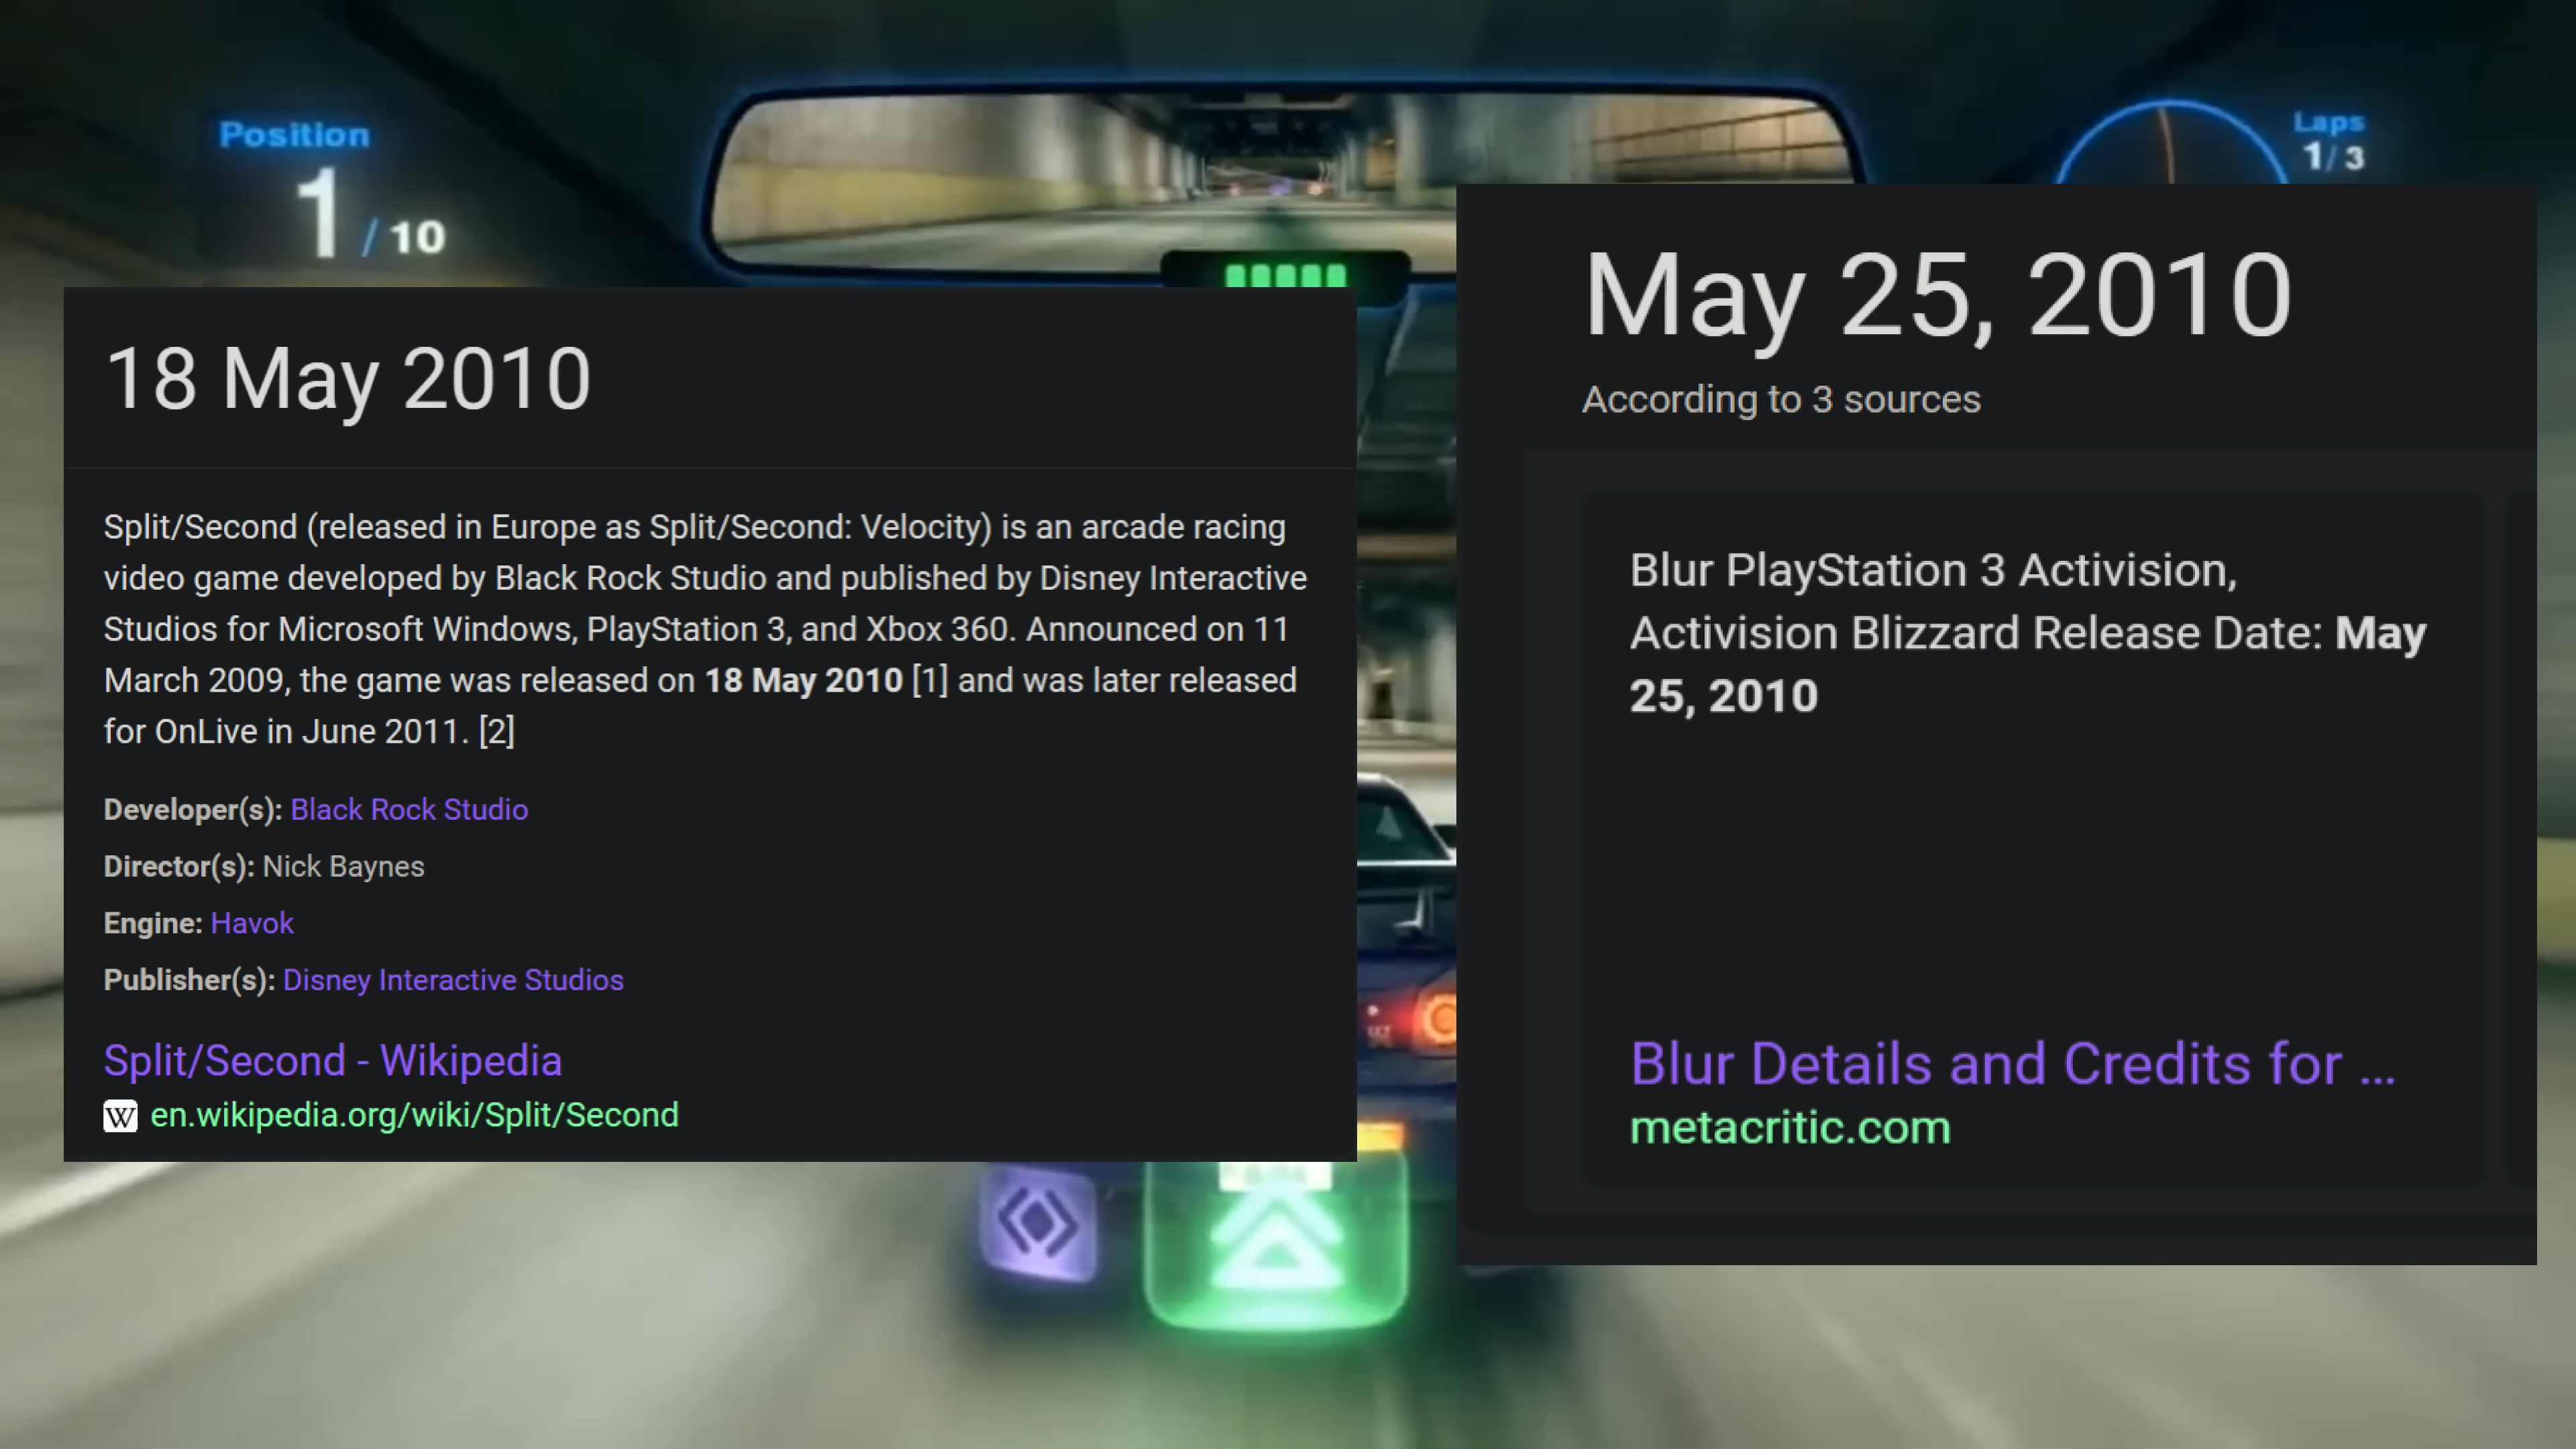 Position
1 / 10
Laps
1/3
18 May 2010
Split/Second (released in Europe as Split/Second: Velocity) is an arcade racing
video game developed by Black Rock Studio and published by Disney Interactive
Studios for Microsoft Windows, PlayStation 3, and Xbox 360. Announced on 11
March 2009, the game was released on 18 May 2010 [1] and was later released
for OnLive in June 2011. [2]
Developer(s): Black Rock Studio
Director(s): Nick Baynes
Engine: Havok
Publisher(s): Disney Interactive Studios
Split/Second - Wikipedia
W en.wikipedia.org/wiki/Split/Second
May 25, 2010
According to 3 sources
Blur PlayStation 3 Activision,
Activision Blizzard Release Date: May
25, 2010
Blur Details and Credits for ...
metacritic.com